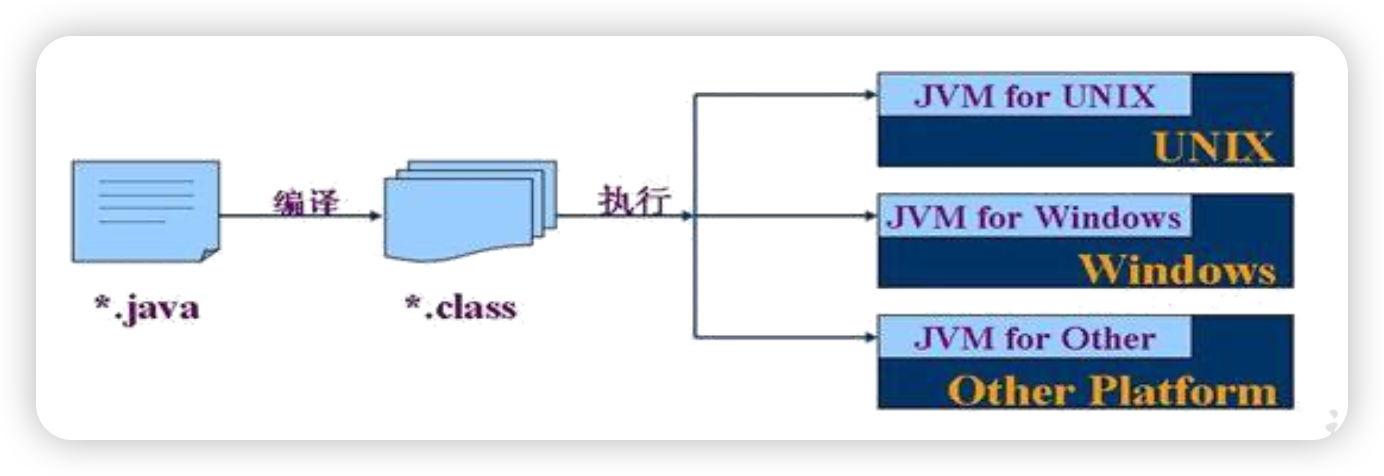 编译
执行
*.java
*.class
JVM for UNIX
UNIX
JVM for Windows
Windows
JVM for Other
Other Platform